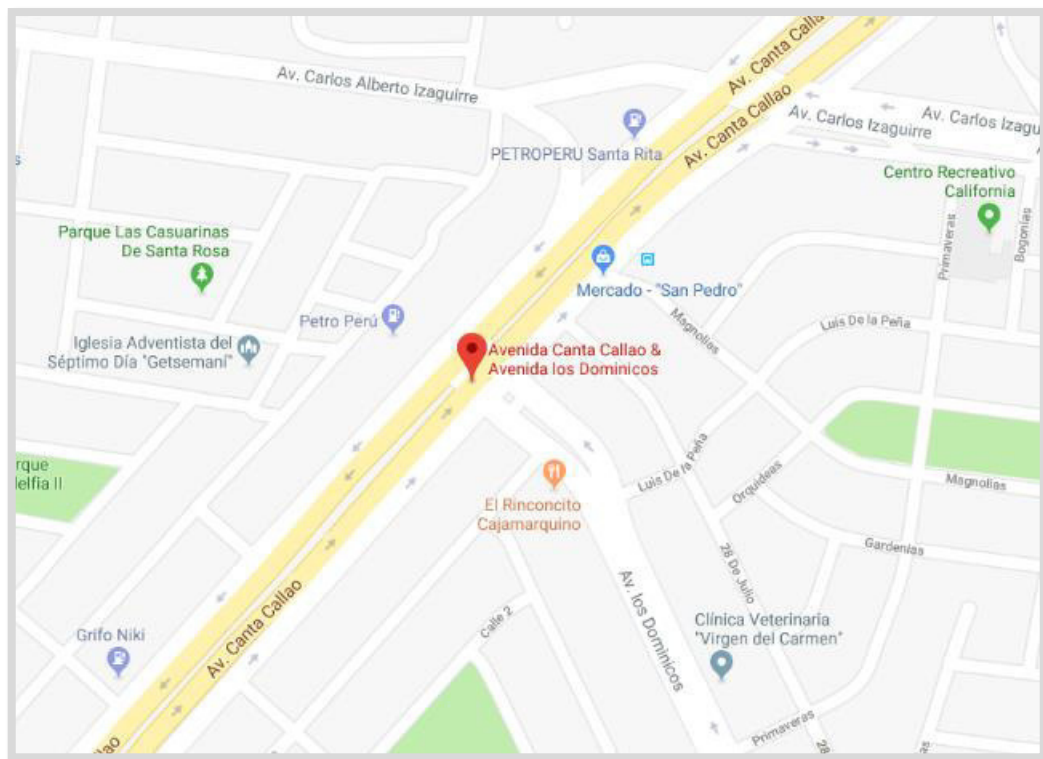 Av. Canta Calla
Av. Carlos Alberto Izaguirre
Av. Canta Callao
Av. Carlos Izaguirre
Av. Carlos Izagu
PETROPERU Santa Rita
Centro Recreativo
California
Parque Las Casuarinas
De Santa Rosa
Primaveras
Bogonias
Mercado - "San Pedro"
Petro Perú
Magnolias
Luis De la Peña
Iglesia Adventista del
Séptimo Día "Getsemaní"
Avenida Canta Callao &
Avenida los Dominicos
rque
lelfia II
Luis De la Peña
Orquideas
Magnolias
El Rinconcito
Cajamarquino
Gardenias
28 De Julio
Av. los Dominicos
Av. Canta Callao
Calle 2
Clínica Veterinaria
"Virgen del Carmen"
Grifo Niki
Primaveras
28
as
llao